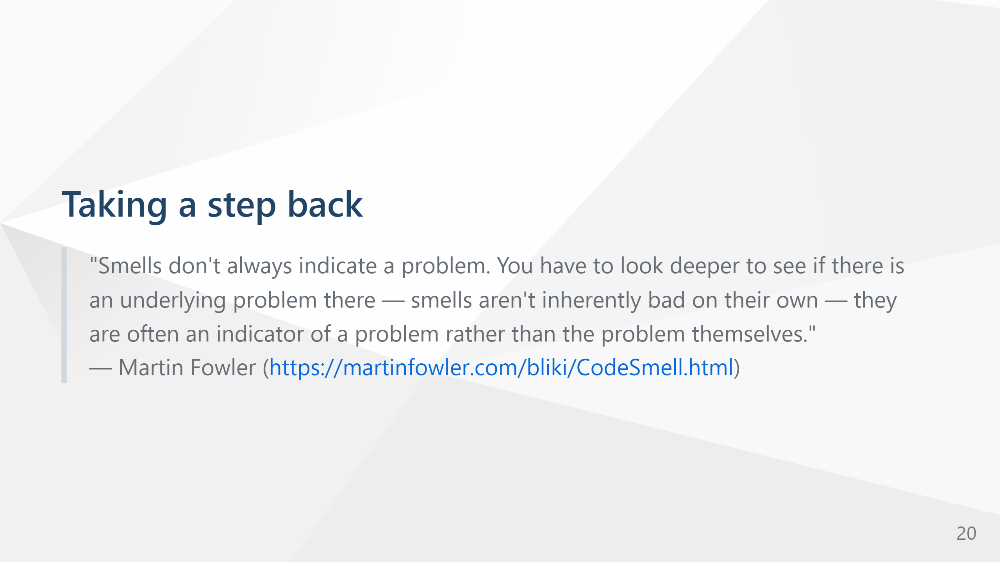 Taking a step back
"Smells don't always indicate a problem. You have to look deeper to see if there is
an underlying problem there — smells aren't inherently bad on their own — they
are often an indicator of a problem rather than the problem themselves."
— Martin Fowler (https://martinfowler.com/bliki/CodeSmell.html)
20